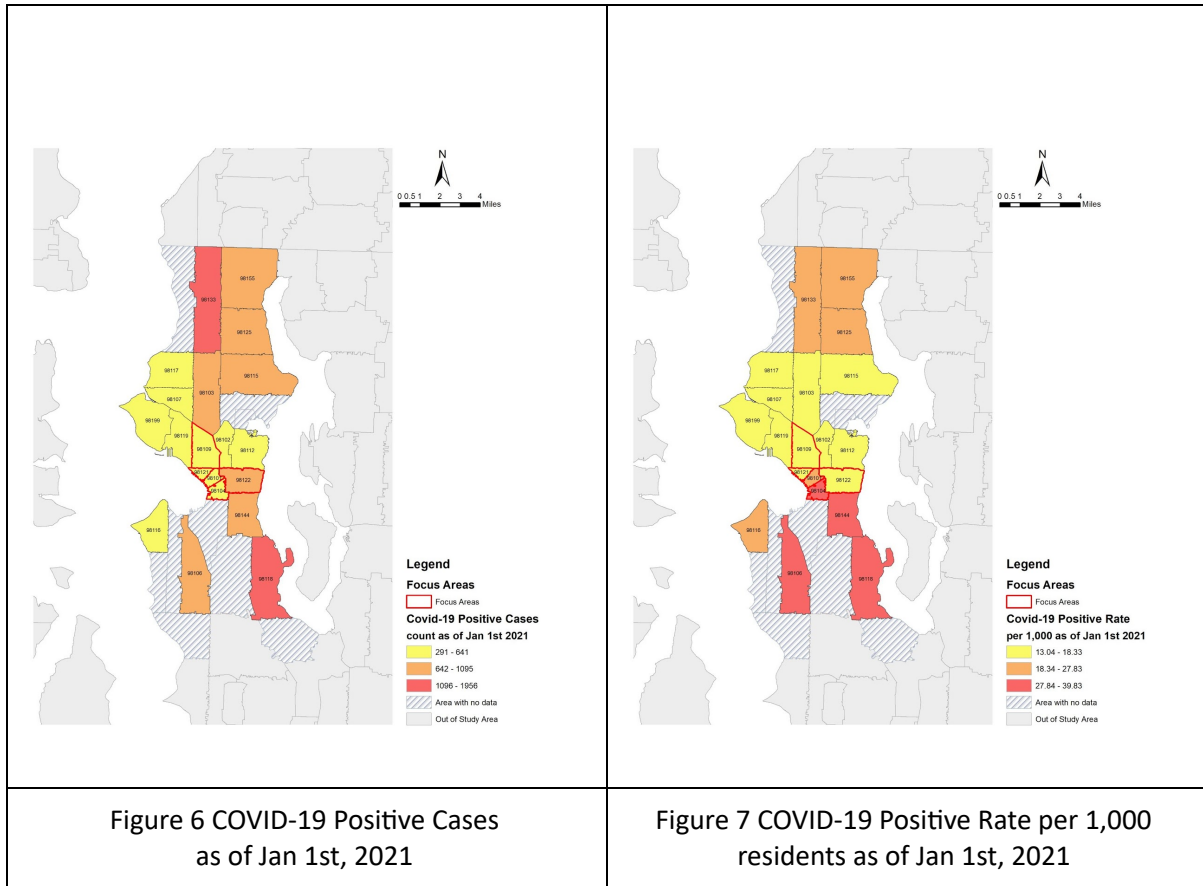 N
0 0.5 1 2 3 4
Miles
98155
98133
98125
98117
98115
98103
98107
98199
98119
98102
98109
98112
98121
98101
98122
98104
98144
98116
98106
98118
Legend
Focus Areas
Focus Areas
Covid-19 Positive Cases
count as of Jan 1st 2021
291 - 641
642 - 1095
1096 - 1956
Area with no data
Out of Study Area
Figure 6 COVID-19 Positive Cases
as of Jan 1st, 2021
N
0 0.5 1 2 3 4
Miles
98155
98133
98125
98117
98115
98103
98107
98199
98119
98102
98109
98112
98121
98101
98122
98104
98144
98116
98106
98118
Legend
Focus Areas
Focus Areas
Covid-19 Positive Rate
per 1,000 as of Jan 1st 2021
13.04 - 18.33
18.34 - 27.83
27.84 - 39.83
Area with no data
Out of Study Area
Figure 7 COVID-19 Positive Rate per 1,000
residents as of Jan 1st, 2021